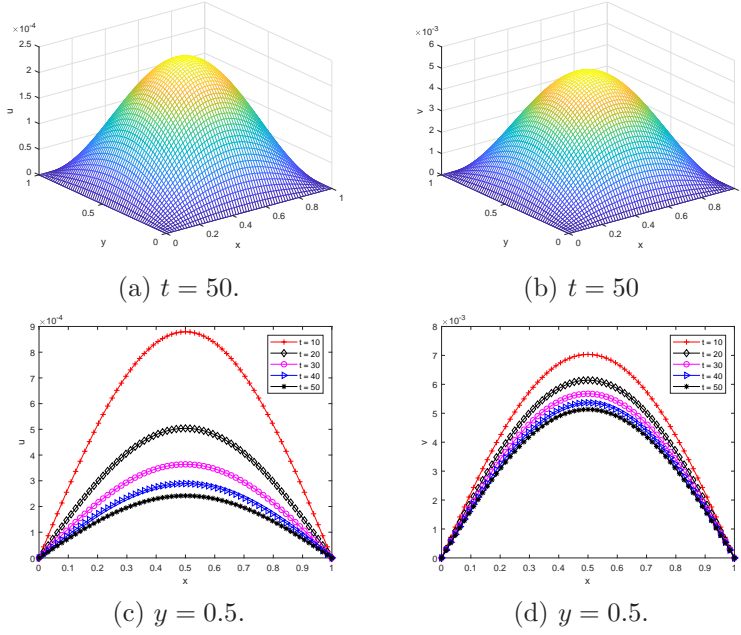 ×10⁻⁴
2.5
2
1.5
1
0.5
0
u
1
0.5
0
y
0
0.2
0.4
0.6
0.8
1
x
(a) t = 50.
×10⁻³
6
5
4
3
2
1
0
v
1
0.5
0
y
0
0.2
0.4
0.6
0.8
1
x
(b) t = 50
×10⁻⁴
9
8
7
6
5
4
3
2
1
0
u
0 0.1 0.2 0.3 0.4 0.5 0.6 0.7 0.8 0.9 1
x
t = 10
t = 20
t = 30
t = 40
t = 50
(c) y = 0.5.
×10⁻³
8
7
6
5
4
3
2
1
0
v
0 0.1 0.2 0.3 0.4 0.5 0.6 0.7 0.8 0.9 1
x
t = 10
t = 20
t = 30
t = 40
t = 50
(d) y = 0.5.